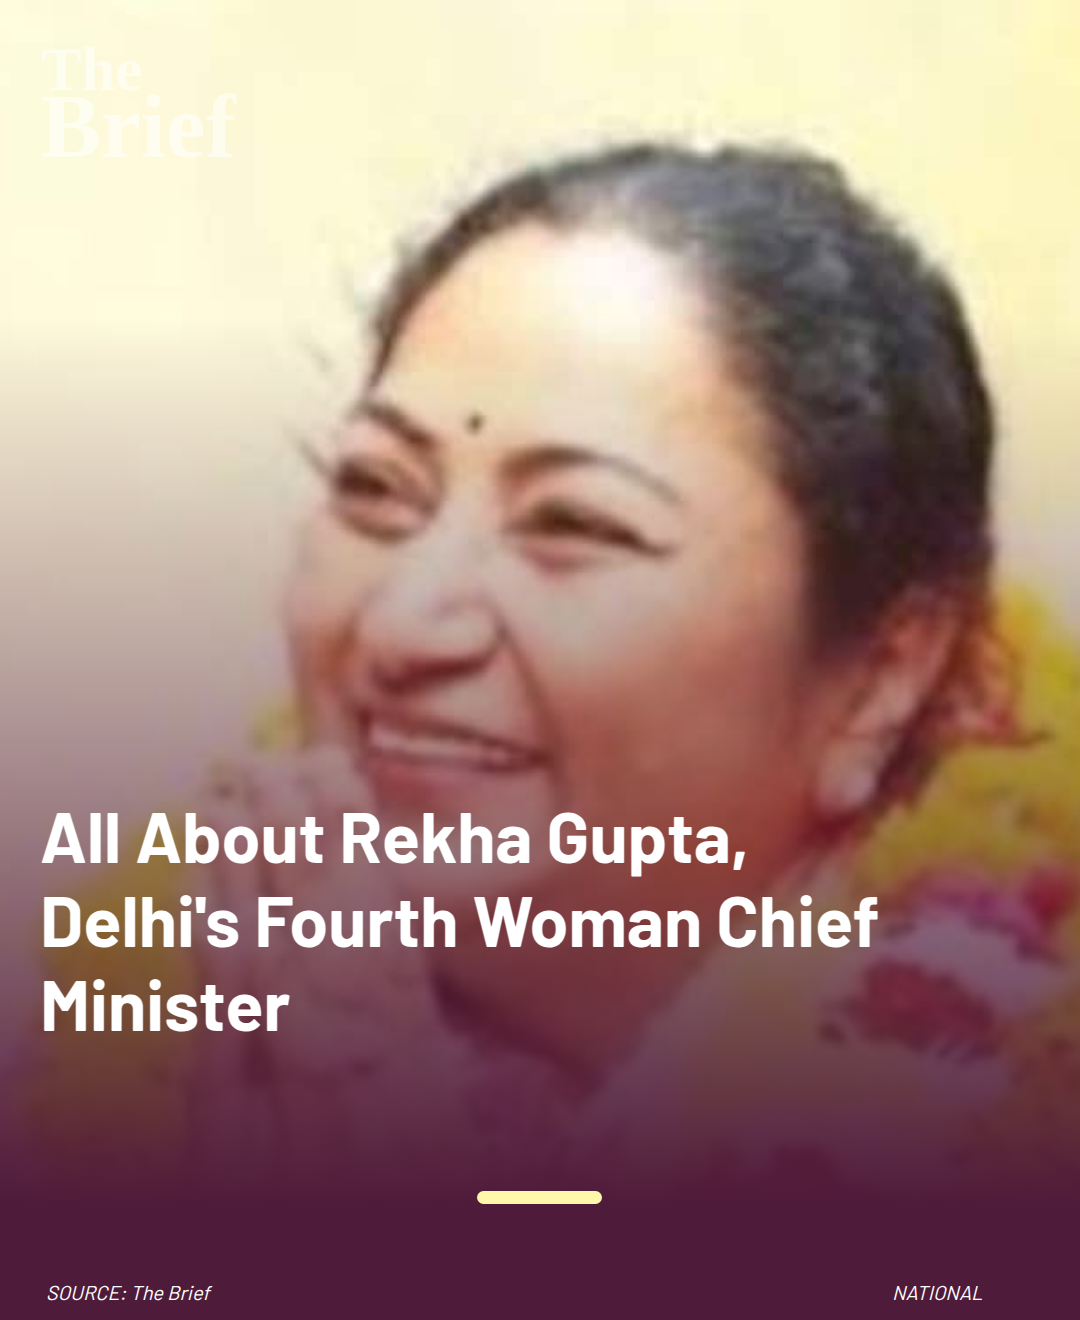 The
Brief
All About Rekha Gupta,
Delhi's Fourth Woman Chief
Minister
SOURCE: The Brief
NATIONAL